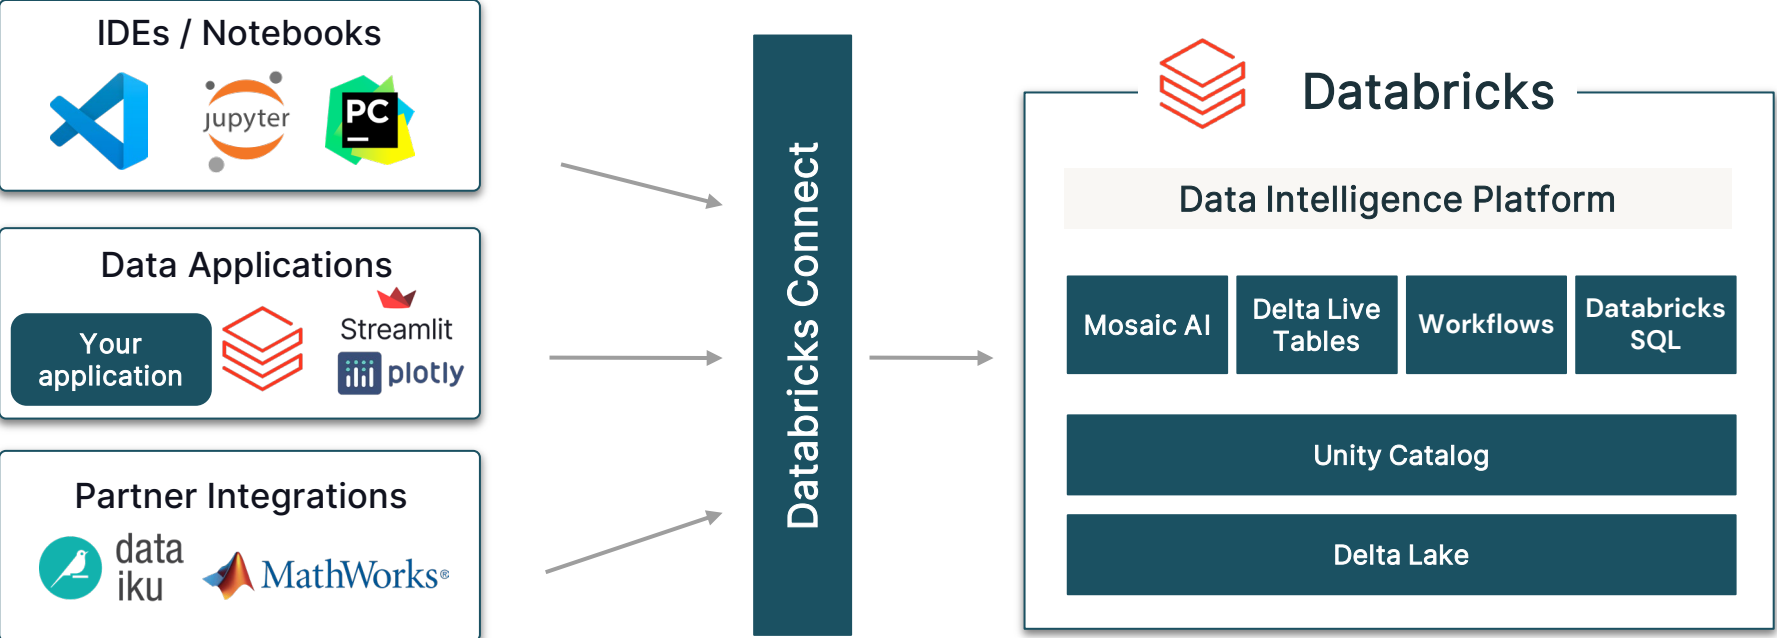 IDEs / Notebooks
jupyter
PC
Data Applications
Your
application
Streamlit
plotly
Partner Integrations
data
iku
MathWorks®
Databricks Connect
Databricks
Data Intelligence Platform
Mosaic AI
Delta Live
Tables
Workflows
Databricks
SQL
Unity Catalog
Delta Lake